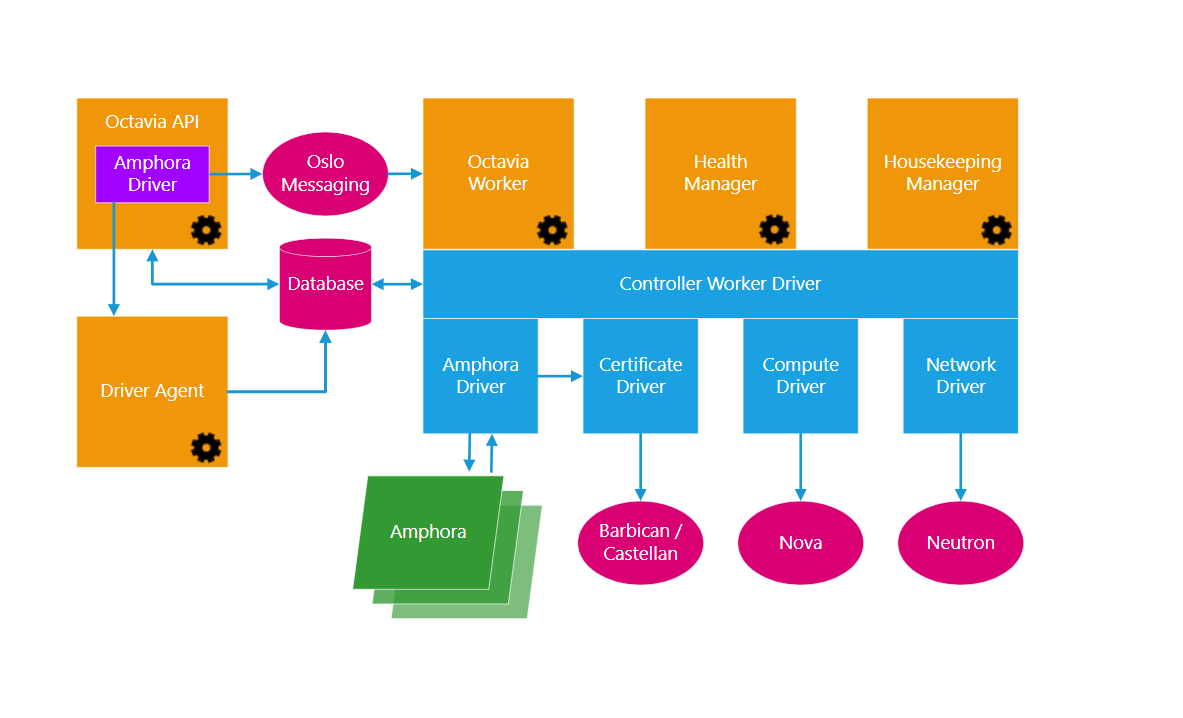 Octavia API
Amphora
Driver
Oslo
Messaging
Octavia
Worker
Health
Manager
Housekeeping
Manager
Database
Controller Worker Driver
Driver Agent
Amphora
Driver
Certificate
Driver
Compute
Driver
Network
Driver
Amphora
Barbican /
Castellan
Nova
Neutron